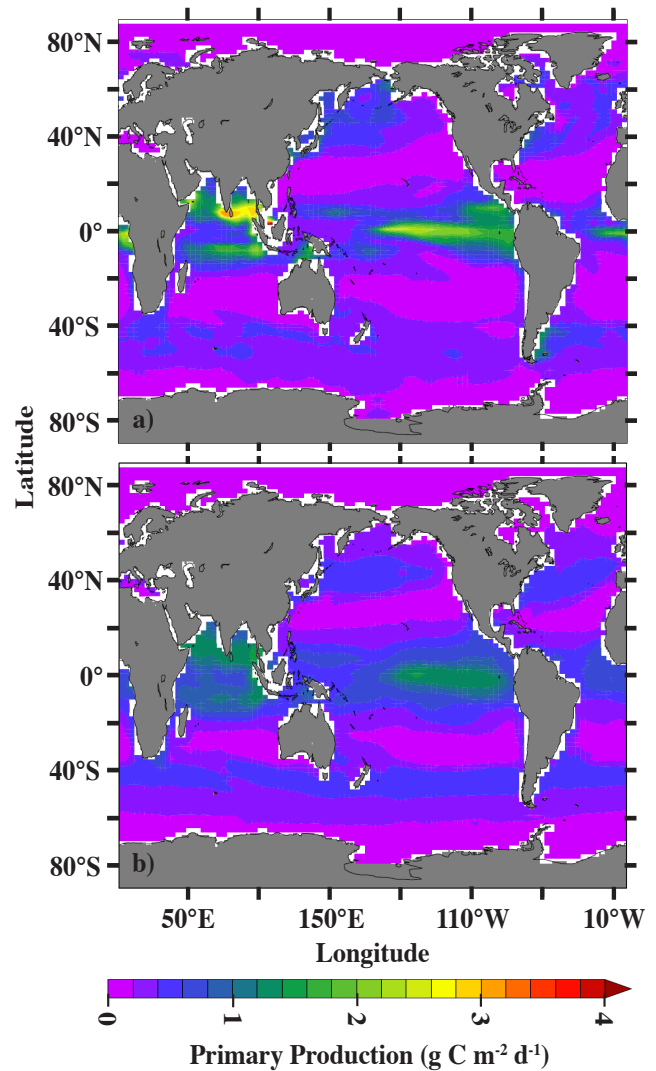 80°N
40°N
0°
40°S
80°S
a)
Latitude
80°N
40°N
0°
40°S
80°S
b)
50°E 150°E 110°W 10°W
Longitude
0 1 2 3 4
Primary Production (g C m⁻² d⁻¹)